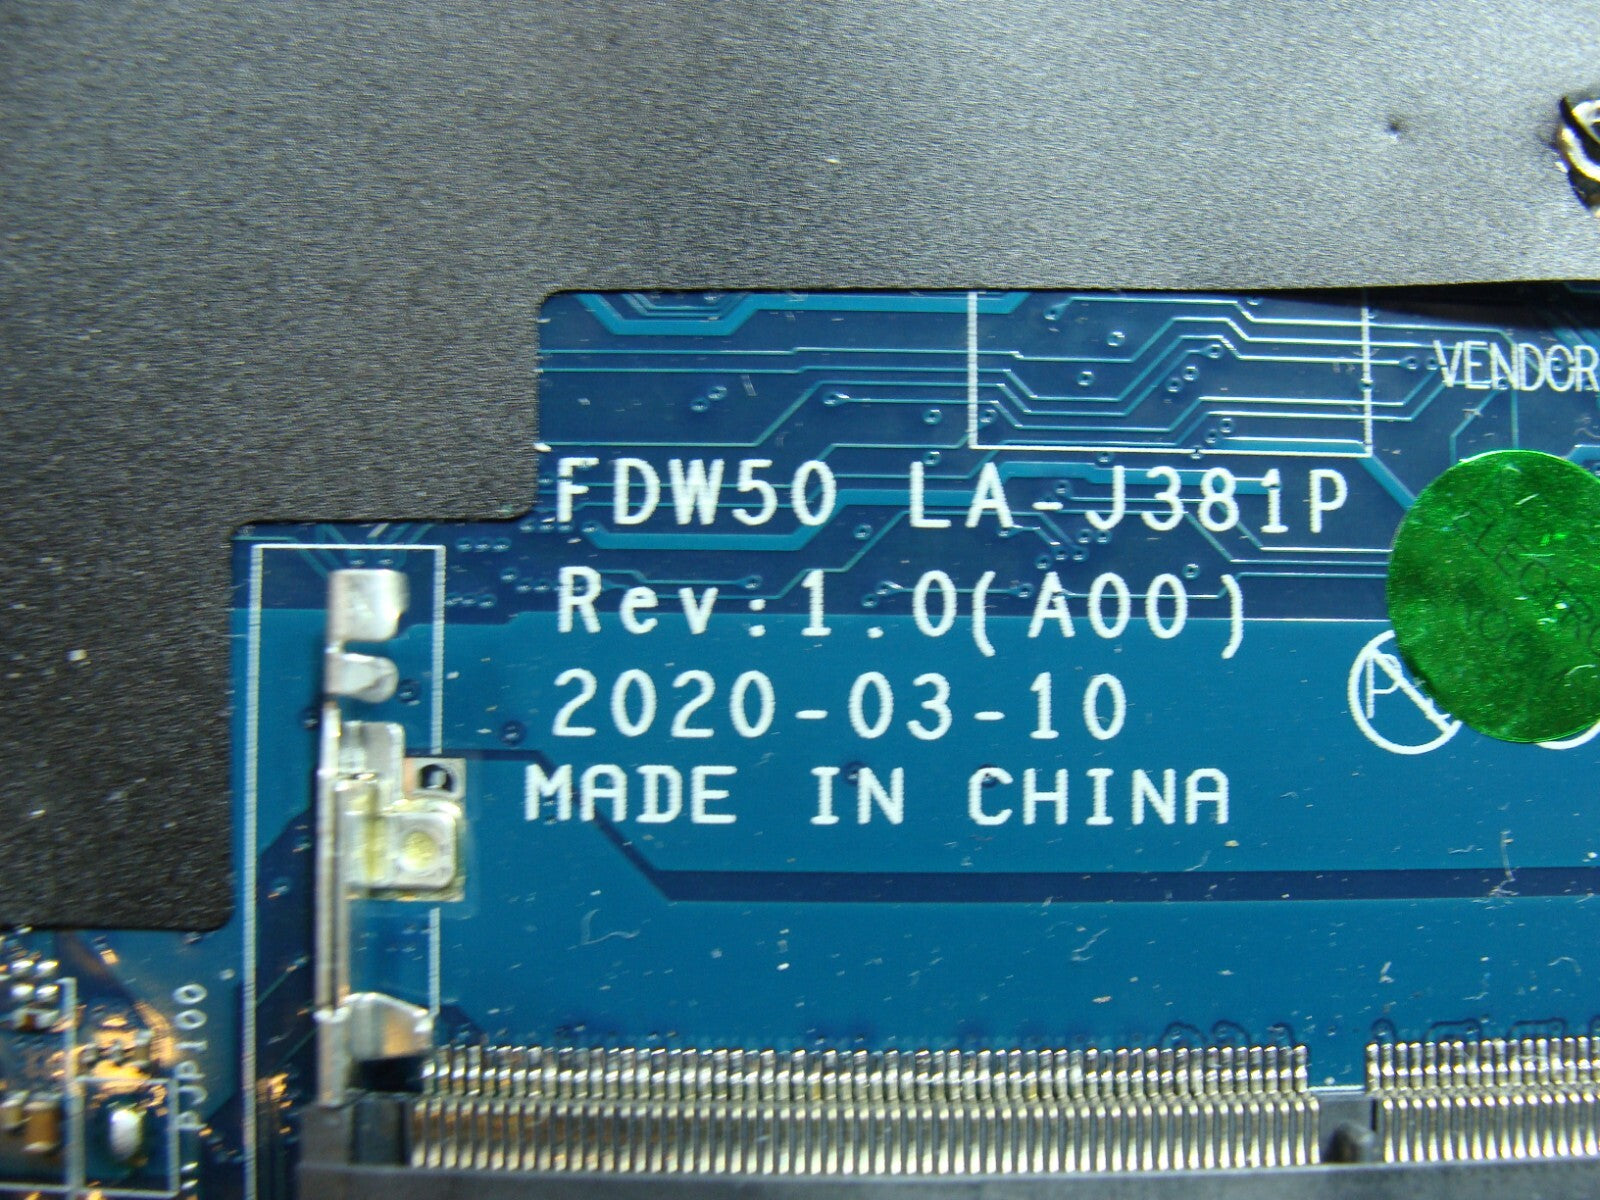 VENDOR
FDW50 LA-J381P
Rev:1.0(A00)
2020-03-10
MADE IN CHINA
PJP100